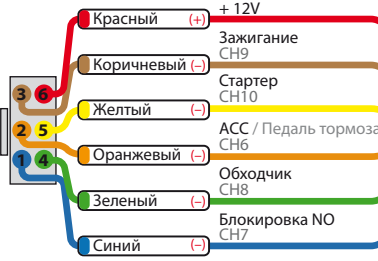 Красный (+) + 12V
Зажигание
Коричневый (–) CH9
Стартер
3 6 CH10
Желтый (–)
2 5 ACC / Педаль тормоза
Оранжевый (–) CH6
1 4 Обходчик
CH8
Зеленый (–)
Блокировка NO
CH7
Синий (–)